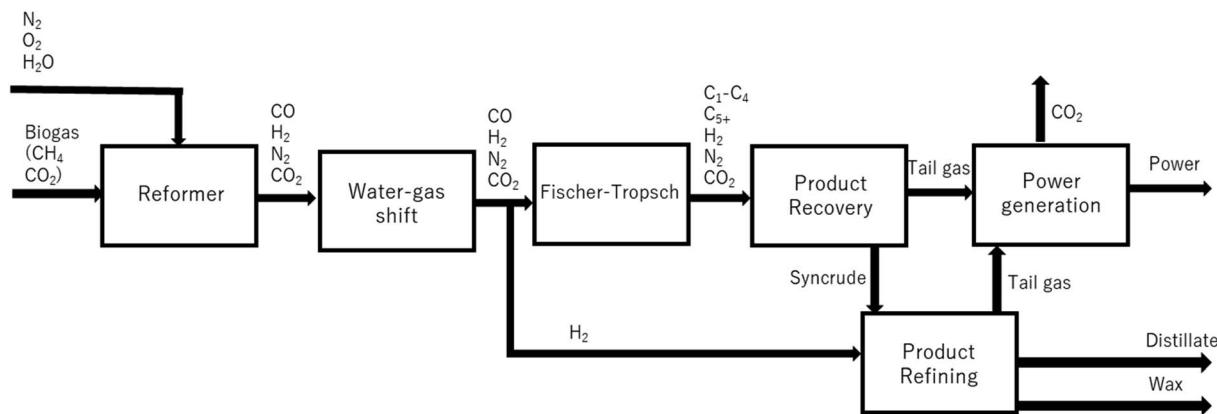 N₂
O₂
H₂O
Biogas
(CH₄
CO₂)
Reformer
CO
H₂
N₂
CO₂
Water-gas
shift
CO
H₂
N₂
CO₂
Fischer-Tropsch
C₁-C₄
C₅₊
H₂
N₂
CO₂
Product
Recovery
Tail gas
CO₂
Power
generation
Power
Syncrude
Tail gas
H₂
Product
Refining
Distillate
Wax